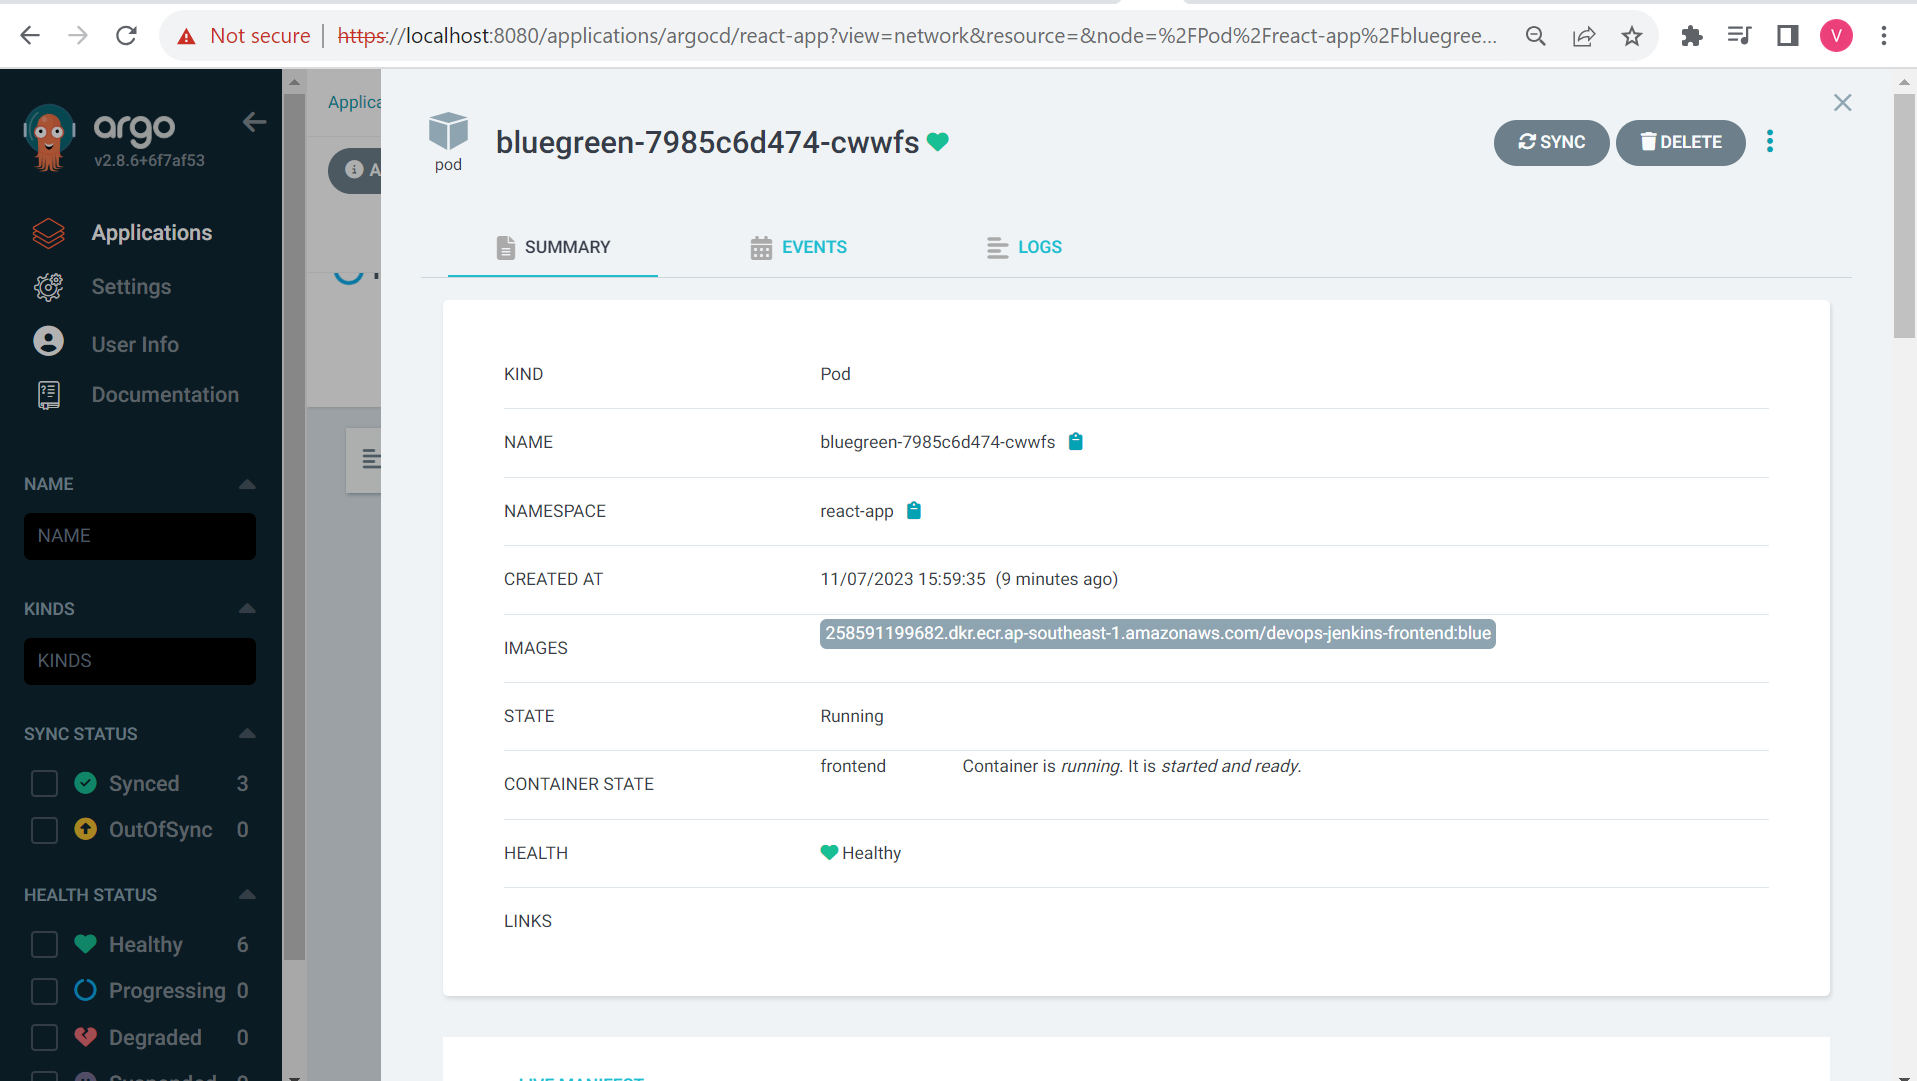 Not secure
https://localhost:8080/applications/argocd/react-app?view=network&resource=&node=%2FPod%2Freact-app%2Fbluegree...
V
argo
v2.8.6+6f7af53
Applications
Settings
User Info
Documentation
NAME
NAME
KINDS
KINDS
SYNC STATUS
Synced 3
OutOfSync 0
HEALTH STATUS
Healthy 6
Progressing 0
Degraded 0
Applica
A
pod
bluegreen-7985c6d474-cwwfs
SYNC
DELETE
SUMMARY
EVENTS
LOGS
KIND Pod
NAME bluegreen-7985c6d474-cwwfs
NAMESPACE react-app
CREATED AT 11/07/2023 15:59:35 (9 minutes ago)
IMAGES 258591199682.dkr.ecr.ap-southeast-1.amazonaws.com/devops-jenkins-frontend:blue
STATE Running
CONTAINER STATE frontend Container is running. It is started and ready.
HEALTH Healthy
LINKS
LIVE MANIFEST